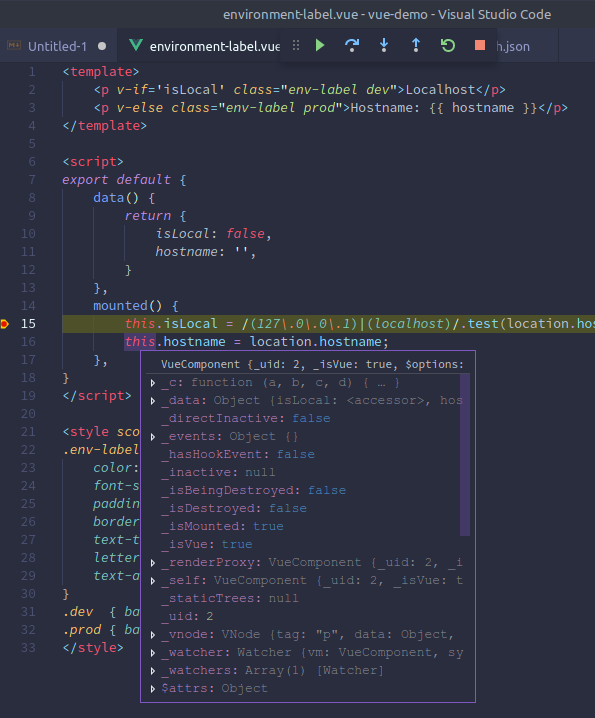 environment-label.vue - vue-demo - Visual Studio Code
Untitled-1 environment-label.vue h.json
1 <template>
2 <p v-if='isLocal' class="env-label dev">Localhost</p>
3 <p v-else class="env-label prod">Hostname: {{ hostname }}</p>
4 </template>
5
6 <script>
7 export default {
8 data() {
9 return {
10 isLocal: false,
11 hostname: '',
12 }
13 },
14 mounted() {
15 this.isLocal = /(127\.0\.0\.1)|(localhost)/.test(location.hos
16 this.hostname = location.hostname;
17 },
18 }
19 </script>
20
21 <style sco
22 .env-label
23 color:
24 font-s
25 paddin
26 border
27 text-t
28 letter
29 text-a
30 }
31 .dev { ba
32 .prod { ba
33 </style>
VueComponent {_uid: 2, _isVue: true, $options:
_c: function (a, b, c, d) { … }
_data: Object {isLocal: <accessor>, hos
_directInactive: false
_events: Object {}
_hasHookEvent: false
_inactive: null
_isBeingDestroyed: false
_isDestroyed: false
_isMounted: true
_isVue: true
_renderProxy: VueComponent {_uid: 2, _i
_self: VueComponent {_uid: 2, _isVue: t
_staticTrees: null
_uid: 2
_vnode: VNode {tag: "p", data: Object,
_watcher: Watcher {vm: VueComponent, sy
_watchers: Array(1) [Watcher]
$attrs: Object